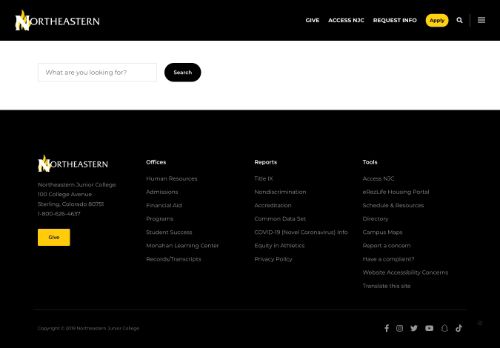 NORTHEASTERN
GIVE ACCESS NJC REQUEST INFO Apply
What are you looking for? Search
NORTHEASTERN
Northeastern Junior College
100 College Avenue
Sterling, Colorado 80751
1-800-626-4637
Give
Offices
Human Resources
Admissions
Financial Aid
Programs
Student Success
Monahan Learning Center
Records/Transcripts
Reports
Title IX
Nondiscrimination
Accreditation
Common Data Set
COVID-19 (Novel Coronavirus) Info
Equity in Athletics
Privacy Policy
Tools
Access NJC
eRezLife Housing Portal
Schedule & Resources
Directory
Campus Maps
Report a concern
Have a complaint?
Website Accessibility Concerns
Translate this site
Copyright © 2019 Northeastern Junior College